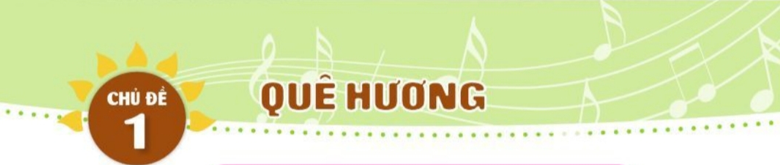 CHỦ ĐỀ
1
QUÊ HƯƠNG